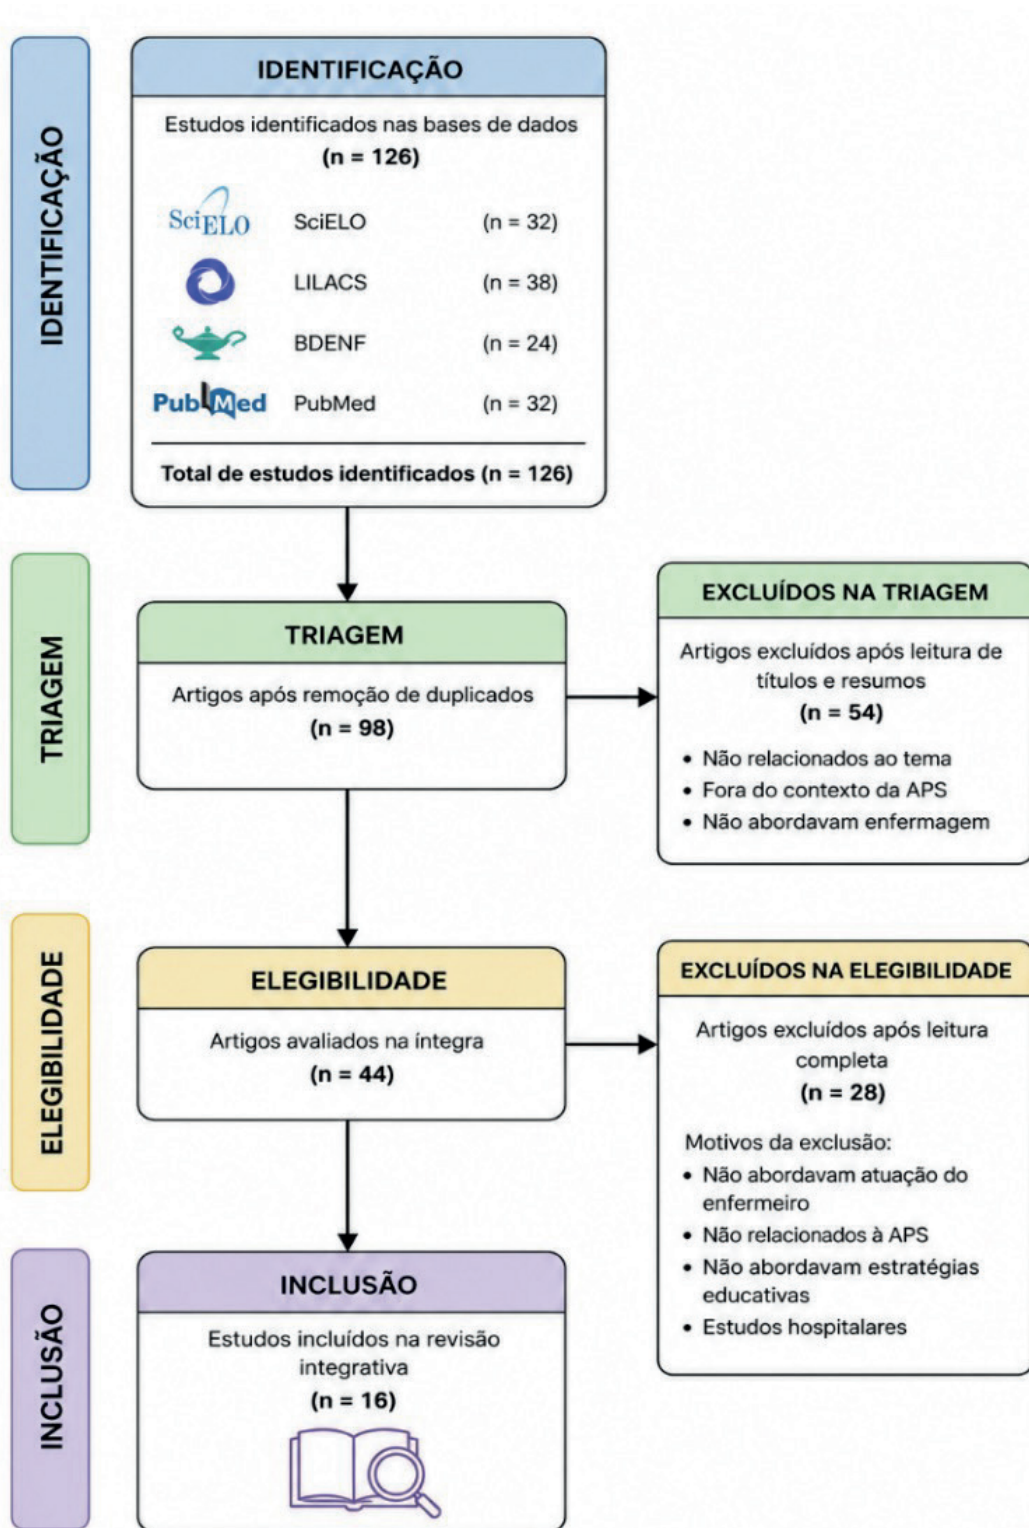 IDENTIFICAÇÃO
IDENTIFICAÇÃO
Estudos identificados nas bases de dados
(n = 126)
SciELO SciELO (n = 32)
LILACS (n = 38)
BDENF (n = 24)
PubMed PubMed (n = 32)
Total de estudos identificados (n = 126)
TRIAGEM
TRIAGEM
Artigos após remoção de duplicados
(n = 98)
EXCLUÍDOS NA TRIAGEM
Artigos excluídos após leitura de
títulos e resumos
(n = 54)
• Não relacionados ao tema
• Fora do contexto da APS
• Não abordavam enfermagem
ELEGIBILIDADE
ELEGIBILIDADE
Artigos avaliados na íntegra
(n = 44)
EXCLUÍDOS NA ELEGIBILIDADE
Artigos excluídos após leitura
completa
(n = 28)
Motivos da exclusão:
• Não abordavam atuação do
enfermeiro
• Não relacionados à APS
• Não abordavam estratégias
educativas
• Estudos hospitalares
INCLUSÃO
INCLUSÃO
Estudos incluídos na revisão
integrativa
(n = 16)